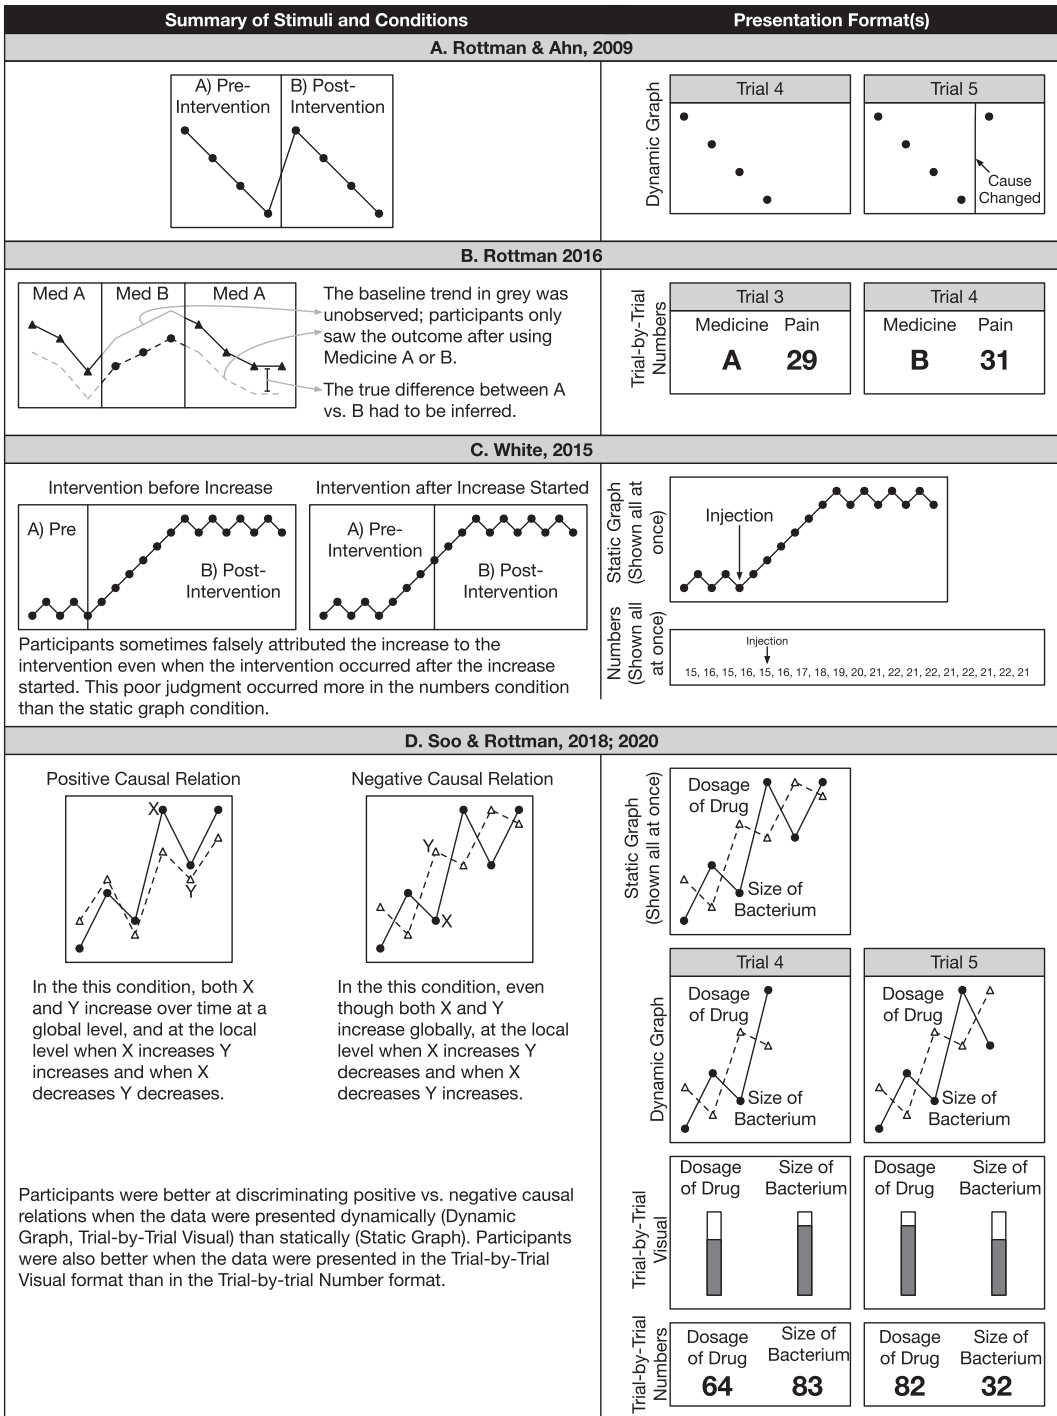 Summary of Stimuli and Conditions
Presentation Format(s)
A. Rottman & Ahn, 2009
A) Pre-
Intervention
B) Post-
Intervention
Dynamic Graph
Trial 4
Trial 5
Cause
Changed
B. Rottman 2016
Med A
Med B
Med A
The baseline trend in grey was
unobserved; participants only
saw the outcome after using
Medicine A or B.
The true difference between A
vs. B had to be inferred.
Trial-by-Trial
Numbers
Trial 3
Medicine Pain
A 29
Trial 4
Medicine Pain
B 31
C. White, 2015
Intervention before Increase
A) Pre
B) Post-
Intervention
Intervention after Increase Started
A) Pre-
Intervention
B) Post-
Intervention
Participants sometimes falsely attributed the increase to the
intervention even when the intervention occurred after the increase
started. This poor judgment occurred more in the numbers condition
than the static graph condition.
Static Graph
(Shown all at
once)
Injection
Numbers
(Shown all
at once)
Injection
15, 16, 15, 16, 15, 16, 17, 18, 19, 20, 21, 22, 21, 22, 21, 22, 21, 22, 21
D. Soo & Rottman, 2018; 2020
Positive Causal Relation
X
Y
In the this condition, both X
and Y increase over time at a
global level, and at the local
level when X increases Y
increases and when X
decreases Y decreases.
Negative Causal Relation
Y
X
In the this condition, even
though both X and Y
increase globally, at the local
level when X increases Y
decreases and when X
decreases Y increases.
Participants were better at discriminating positive vs. negative causal
relations when the data were presented dynamically (Dynamic
Graph, Trial-by-Trial Visual) than statically (Static Graph). Participants
were also better when the data were presented in the Trial-by-Trial
Visual format than in the Trial-by-trial Number format.
Static Graph
(Shown all at once)
Dosage
of Drug
Size of
Bacterium
Dynamic Graph
Trial 4
Dosage
of Drug
Size of
Bacterium
Trial 5
Dosage
of Drug
Size of
Bacterium
Trial-by-Trial
Visual
Dosage
of Drug
Size of
Bacterium
Dosage
of Drug
Size of
Bacterium
Trial-by-Trial
Numbers
Dosage
of Drug
64
Size of
Bacterium
83
Dosage
of Drug
82
Size of
Bacterium
32